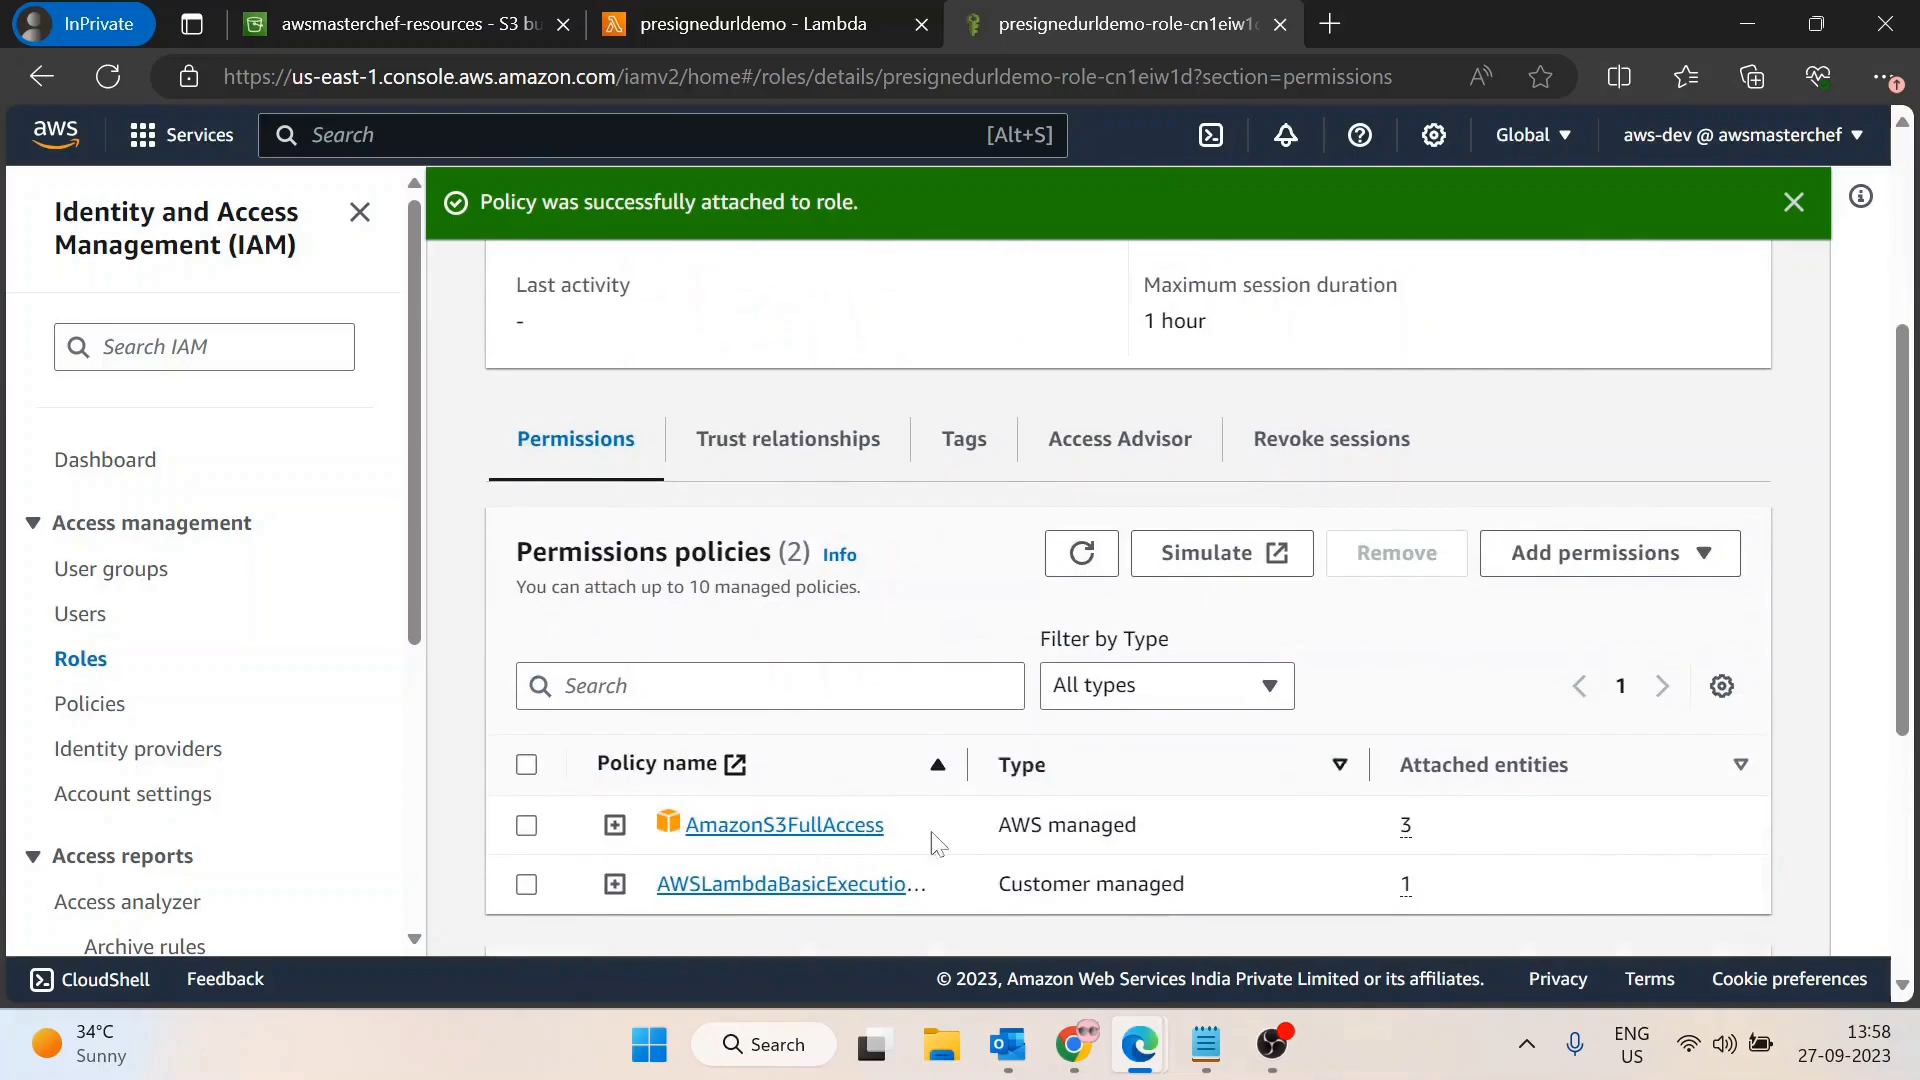 InPrivate
awsmasterchef-resources - S3 bu
presignedurldemo - Lambda
presignedurldemo-role-cn1eiw1d
https://us-east-1.console.aws.amazon.com/iamv2/home#/roles/details/presignedurldemo-role-cn1eiw1d?section=permissions
aws
Services
Search
[Alt+S]
Global
aws-dev @ awsmasterchef
Identity and Access
Management (IAM)
Search IAM
Dashboard
Access management
User groups
Users
Roles
Policies
Identity providers
Account settings
Access reports
Access analyzer
Archive rules
Policy was successfully attached to role.
Last activity
-
Maximum session duration
1 hour
Permissions
Trust relationships
Tags
Access Advisor
Revoke sessions
Permissions policies (2) Info
You can attach up to 10 managed policies.
Simulate
Remove
Add permissions
Filter by Type
Search
All types
1
Policy name
Type
Attached entities
AmazonS3FullAccess
AWS managed
3
AWSLambdaBasicExecutio...
Customer managed
1
CloudShell
Feedback
© 2023, Amazon Web Services India Private Limited or its affiliates.
Privacy
Terms
Cookie preferences
34°C
Sunny
Search
ENG
US
13:58
27-09-2023